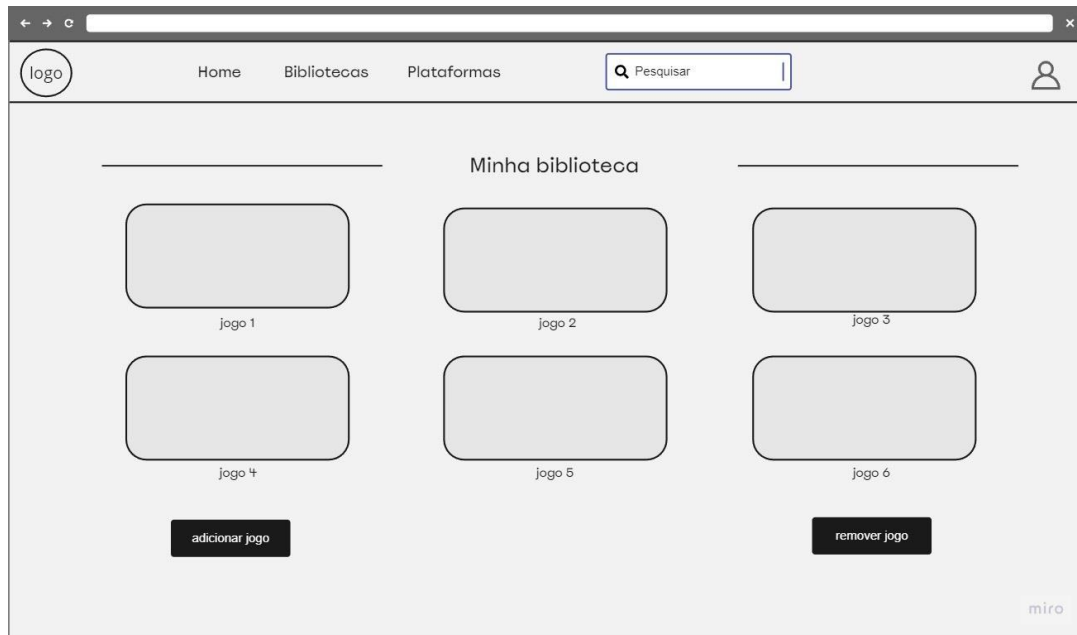 logo
Home
Bibliotecas
Plataformas
Pesquisar
Minha biblioteca
jogo 1
jogo 2
jogo 3
jogo 4
jogo 5
jogo 6
adicionar jogo
remover jogo
miro